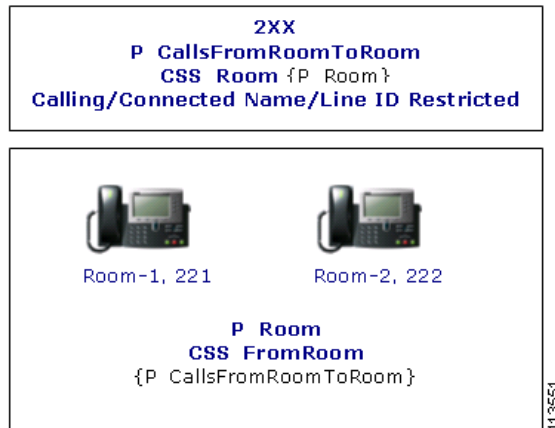 2XX
P CallsFromRoomToRoom
CSS Room {P Room}
Calling/Connected Name/Line ID Restricted
Room-1, 221
Room-2, 222
P Room
CSS FromRoom
{P CallsFromRoomToRoom}